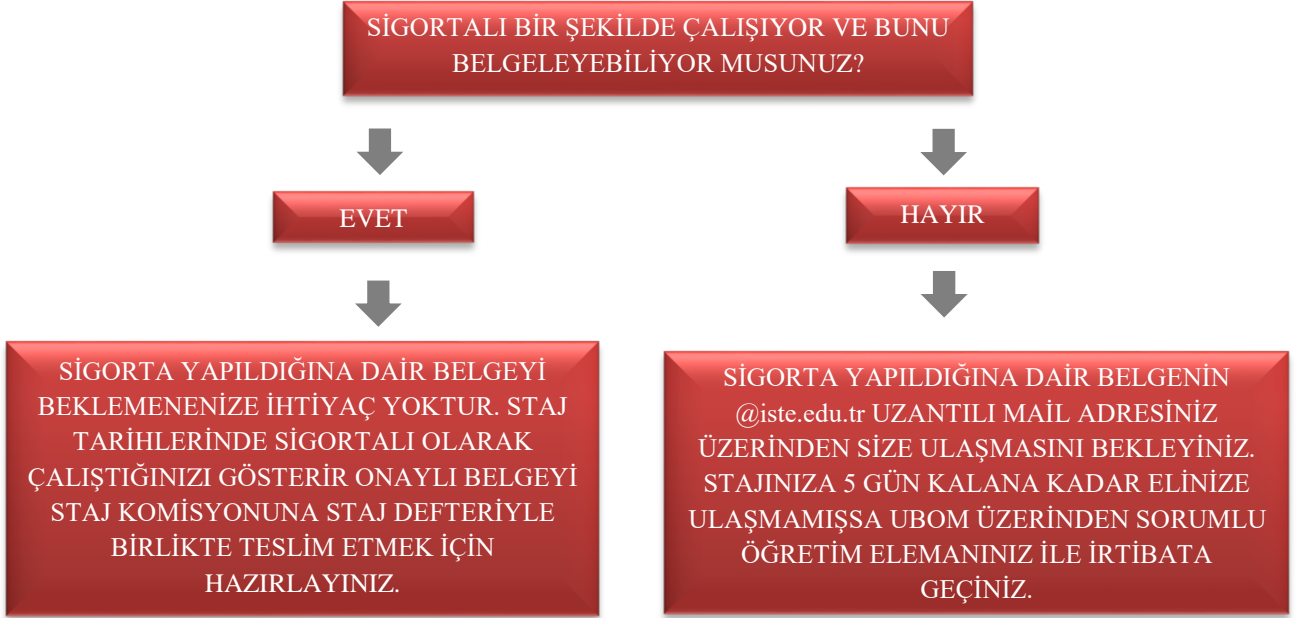 SİGORTALI BİR ŞEKİLDE ÇALIŞIYOR VE BUNU
BELGELEYEBİLİYOR MUSUNUZ?
EVET
HAYIR
SİGORTA YAPILDIĞINA DAİR BELGEYİ
BEKLEMENENİZE İHTİYAÇ YOKTUR. STAJ
TARİHLERİNDE SİGORTALI OLARAK
ÇALIŞTIĞINIZI GÖSTERİR ONAYLI BELGEYİ
STAJ KOMİSYONUNA STAJ DEFTERİYLE
BİRLİKTE TESLİM ETMEK İÇİN
HAZIRLAYINIZ.
SİGORTA YAPILDIĞINA DAİR BELGENİN
@iste.edu.tr UZANTILI MAİL ADRESİNİZ
ÜZERİNDEN SİZE ULAŞMASINI BEKLEYİNİZ.
STAJINIZA 5 GÜN KALANA KADAR ELİNİZE
ULAŞMAMIŞSA UBOM ÜZERİNDEN SORUMLU
ÖĞRETİM ELEMANINIZ İLE İRTİBATA
GEÇİNİZ.